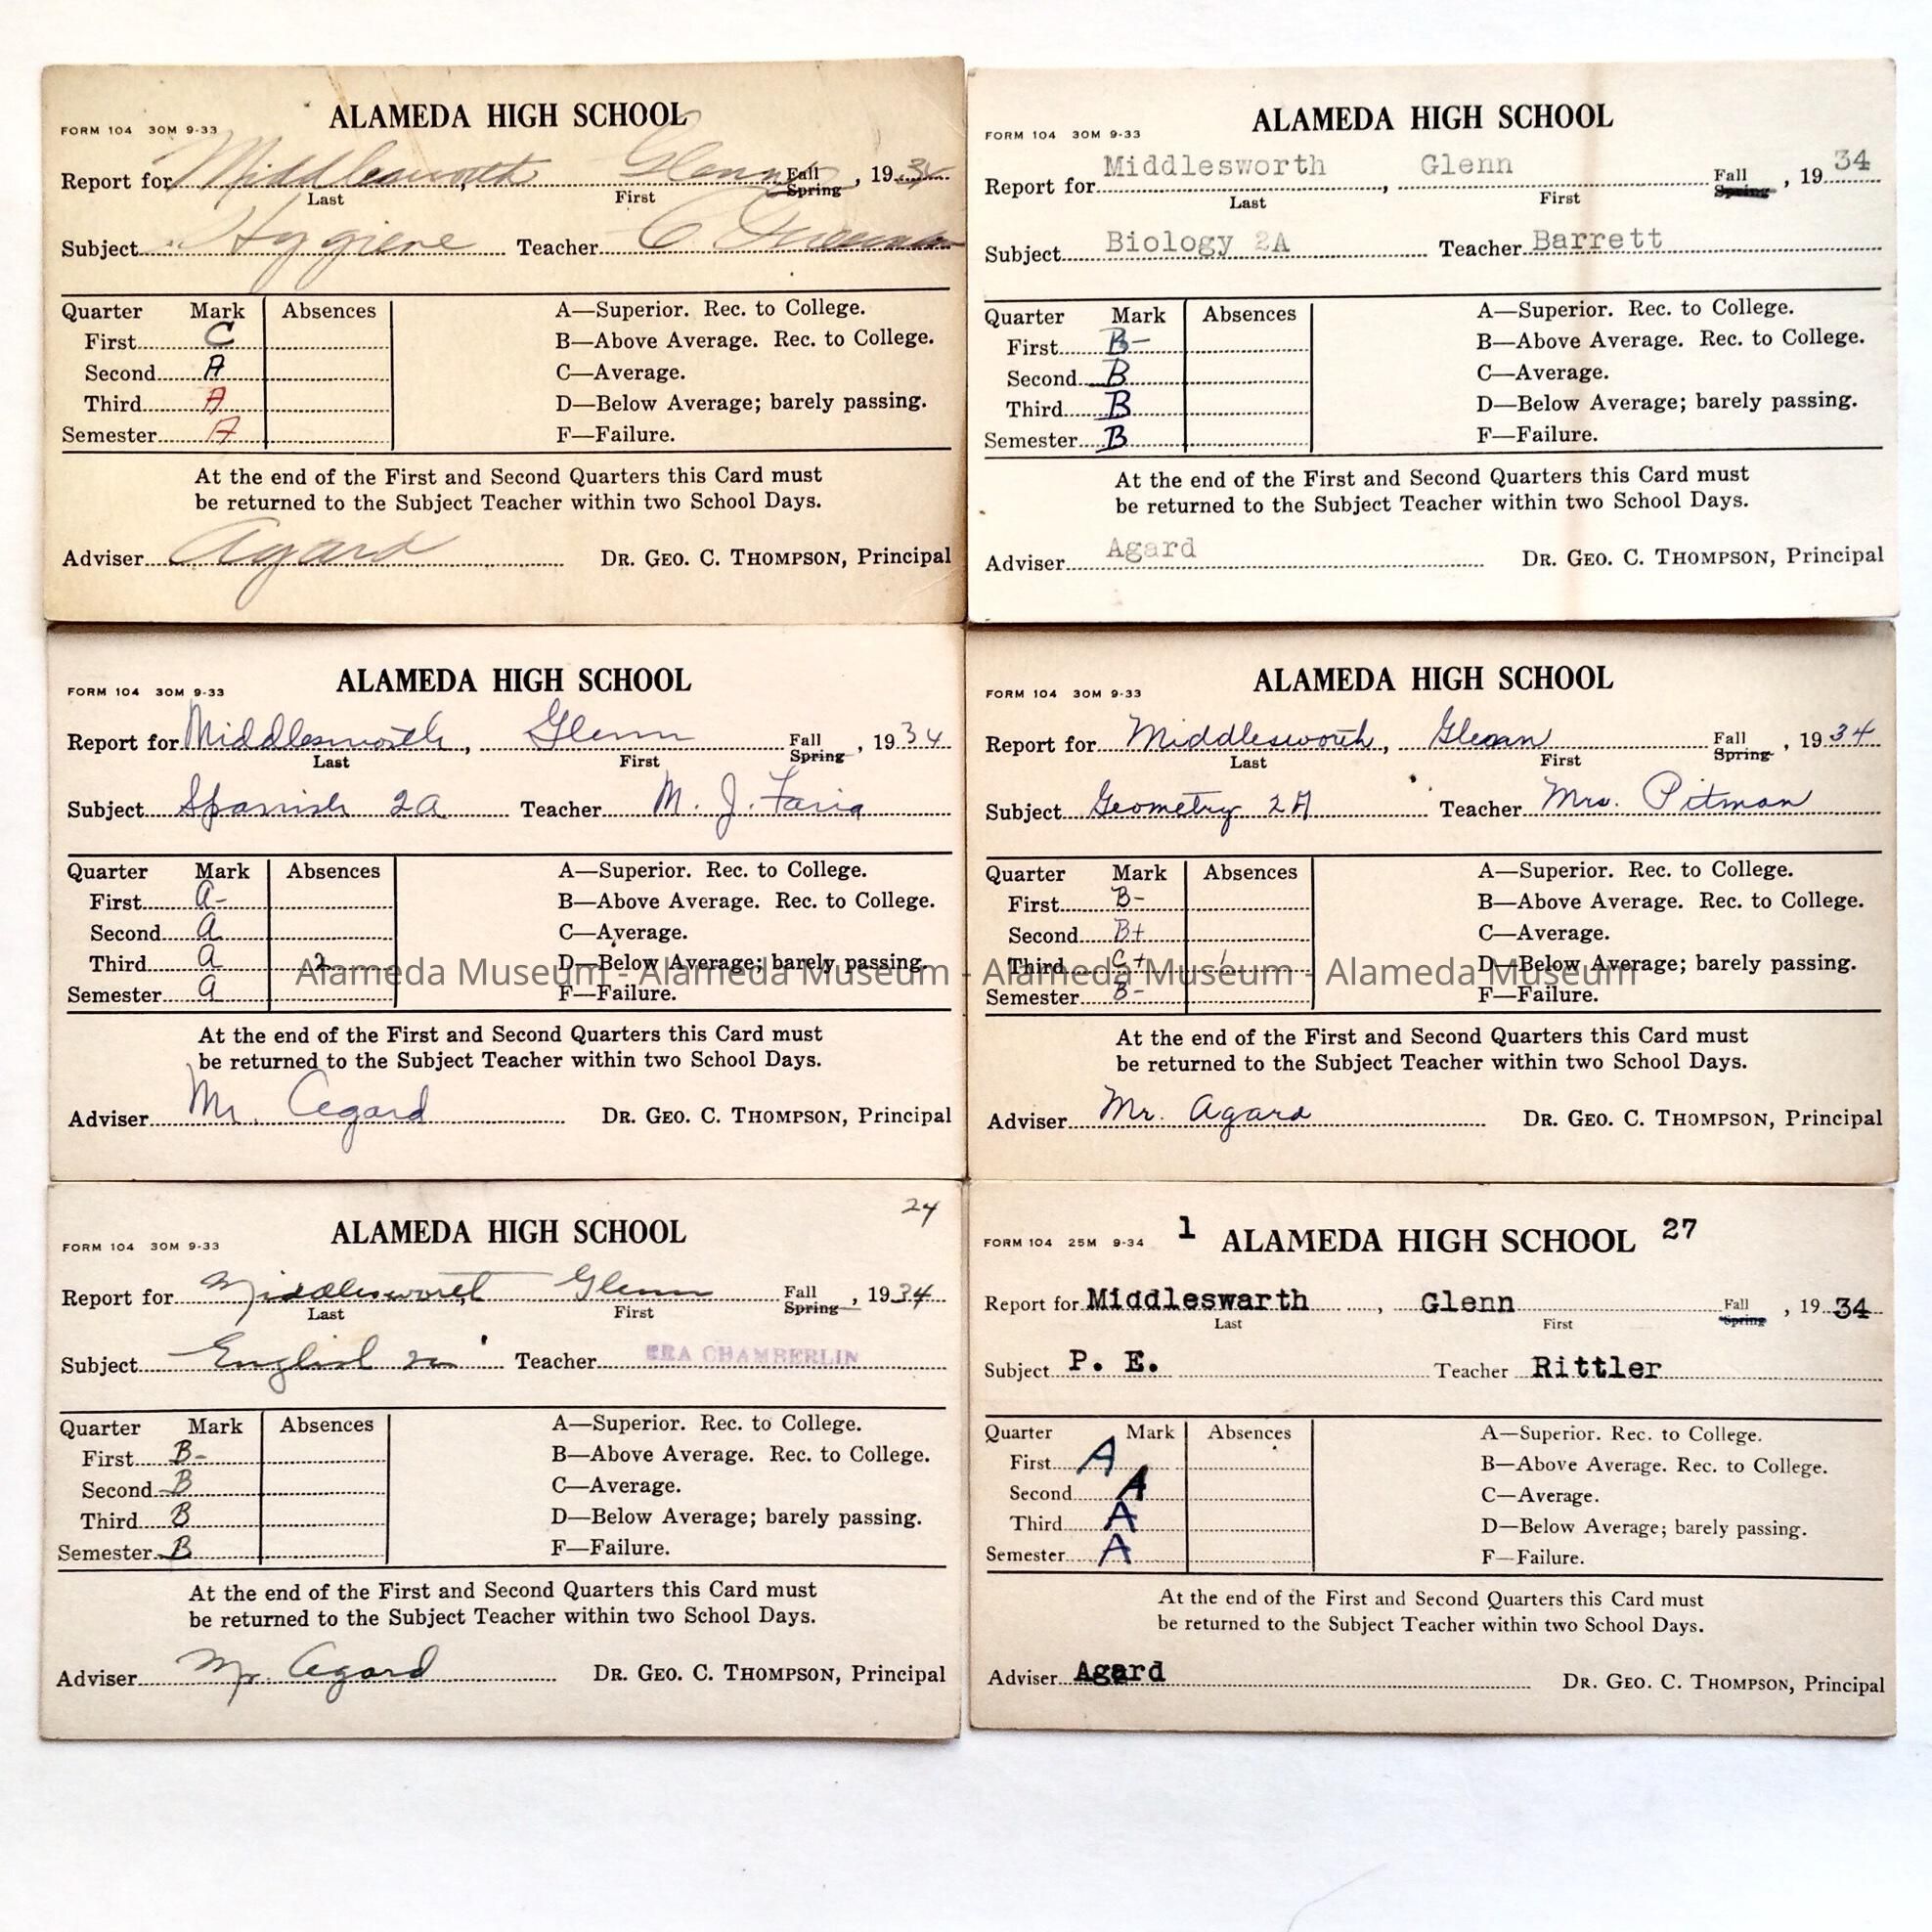 ALAMEDA HIGH SCHOOL
FORM 104 30M 9-33
Report for Middlesworth Glenn Fall Spring, 1934
Last First
Subject Hygiene Teacher C
Quarter Mark Absences A—Superior. Rec. to College.
First C B—Above Average. Rec. to College.
Second A C—Average.
Third A D—Below Average; barely passing.
Semester A F—Failure.
At the end of the First and Second Quarters this Card must
be returned to the Subject Teacher within two School Days.
Adviser Agard DR. GEO. C. THOMPSON, Principal
ALAMEDA HIGH SCHOOL
FORM 104 30M 9-33
Report for Middlesworth, Glenn Fall Spring, 1934
Last First
Subject Biology 2A Teacher Barrett
Quarter Mark Absences A—Superior. Rec. to College.
First B- B—Above Average. Rec. to College.
Second B C—Average.
Third B D—Below Average; barely passing.
Semester B F—Failure.
At the end of the First and Second Quarters this Card must
be returned to the Subject Teacher within two School Days.
Adviser Agard DR. GEO. C. THOMPSON, Principal
ALAMEDA HIGH SCHOOL
FORM 104 30M 9-33
Report for Middlesworth, Glenn Fall Spring, 1934
Last First
Subject Spanish 2a Teacher M. J. Faria
Quarter Mark Absences A—Superior. Rec. to College.
First a- B—Above Average. Rec. to College.
Second a C—Average.
Third a 2 D—Below Average; barely passing.
Semester a F—Failure.
At the end of the First and Second Quarters this Card must
be returned to the Subject Teacher within two School Days.
Adviser Mr. Agard DR. GEO. C. THOMPSON, Principal
ALAMEDA HIGH SCHOOL
FORM 104 30M 9-33
Report for Middlesworth, Glenn Fall Spring, 1934
Last First
Subject Geometry 2A Teacher Mrs. Pitman
Quarter Mark Absences A—Superior. Rec. to College.
First B- B—Above Average. Rec. to College.
Second B+ C—Average.
Third C+ 1 D—Below Average; barely passing.
Semester B- F—Failure.
At the end of the First and Second Quarters this Card must
be returned to the Subject Teacher within two School Days.
Adviser Mr. Agard DR. GEO. C. THOMPSON, Principal
Alameda Museum - Alameda Museum - Alameda Museum - Alameda Museum
24
ALAMEDA HIGH SCHOOL
FORM 104 30M 9-33
Report for Middlesworth Glenn Fall Spring, 1934
Last First
Subject English Teacher ERA CHAMBERLIN
Quarter Mark Absences A—Superior. Rec. to College.
First B- B—Above Average. Rec. to College.
Second B C—Average.
Third B D—Below Average; barely passing.
Semester B F—Failure.
At the end of the First and Second Quarters this Card must
be returned to the Subject Teacher within two School Days.
Adviser Mr. Agard DR. GEO. C. THOMPSON, Principal
1 ALAMEDA HIGH SCHOOL 27
FORM 104 25M 9-34
Report for Middleswarth, Glenn Fall Spring, 1934
Last First
Subject P. E. Teacher Rittler
Quarter Mark Absences A—Superior. Rec. to College.
First A B—Above Average. Rec. to College.
Second A C—Average.
Third A D—Below Average; barely passing.
Semester A F—Failure.
At the end of the First and Second Quarters this Card must
be returned to the Subject Teacher within two School Days.
Adviser Agard DR. GEO. C. THOMPSON, Principal